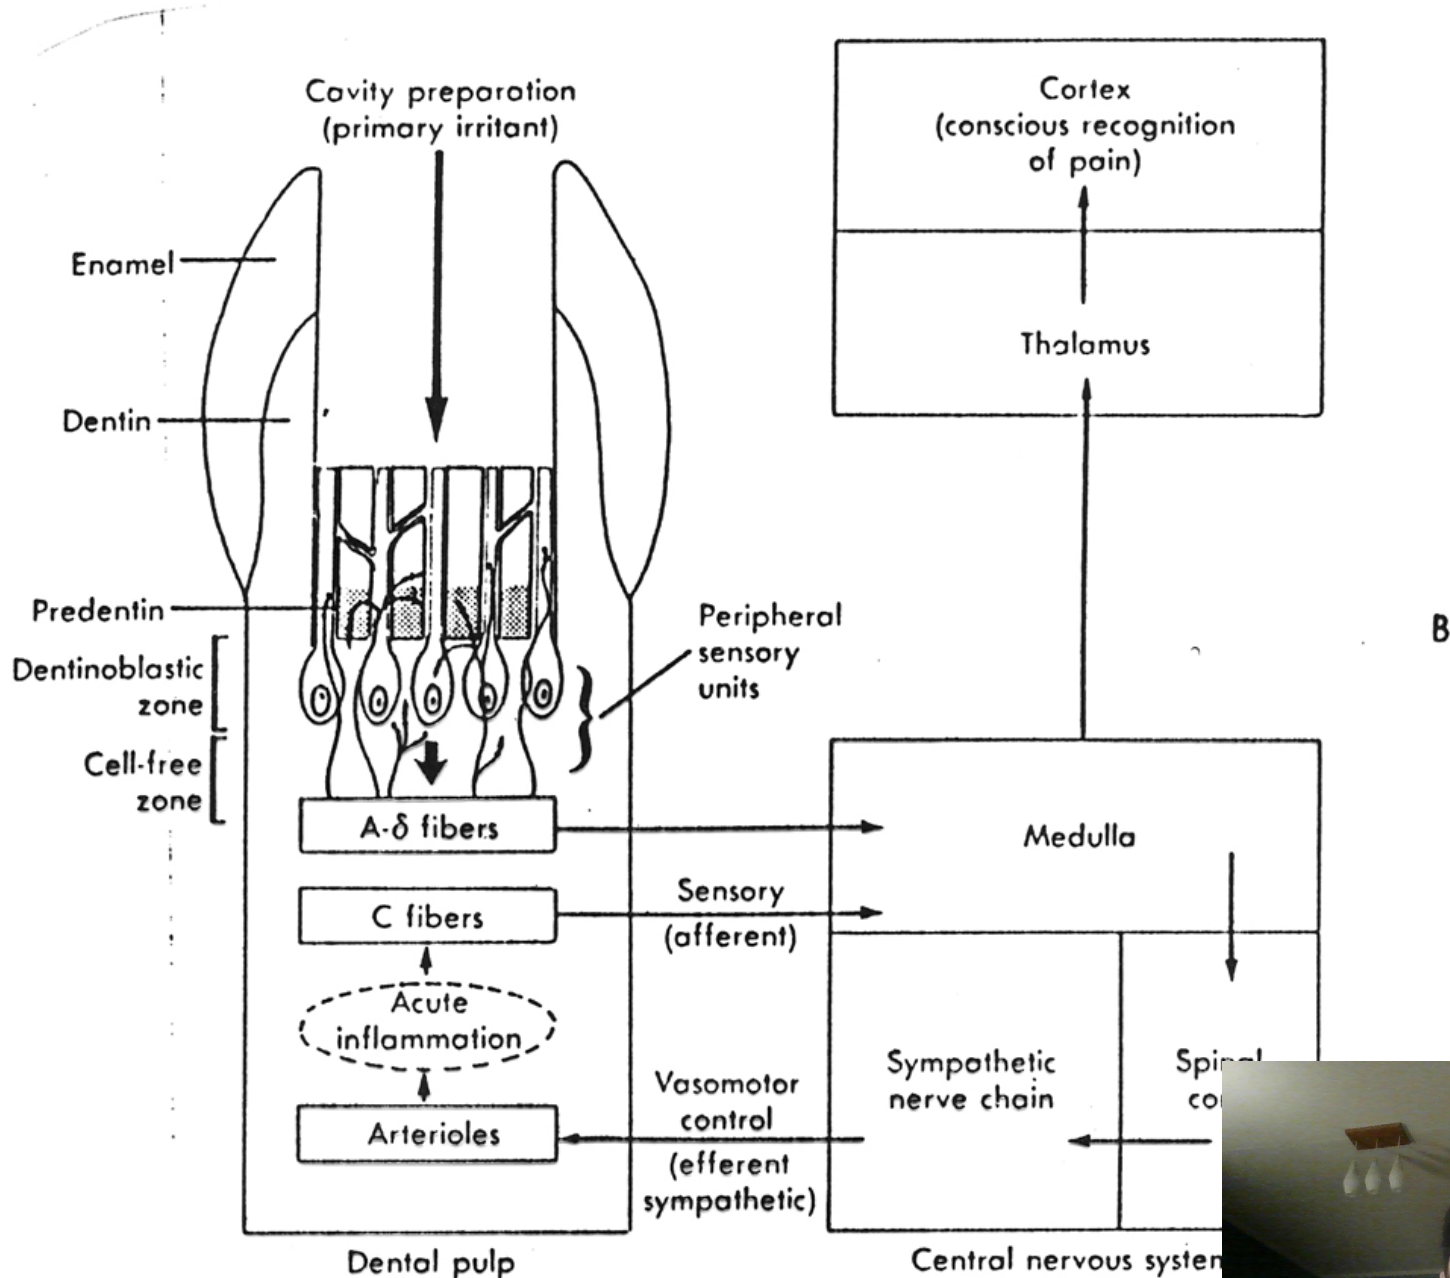 Cavity preparation
(primary irritant)
Enamel
Dentin
Predentin
Dentinoblastic
zone
Cell-free
zone
Peripheral
sensory
units
A-δ fibers
C fibers
Acute
inflammation
Arterioles
Dental pulp
Sensory
(afferent)
Vasomotor
control
(efferent
sympathetic)
Cortex
(conscious recognition
of pain)
Thalamus
Medulla
Sympathetic
nerve chain
Central nervous
B